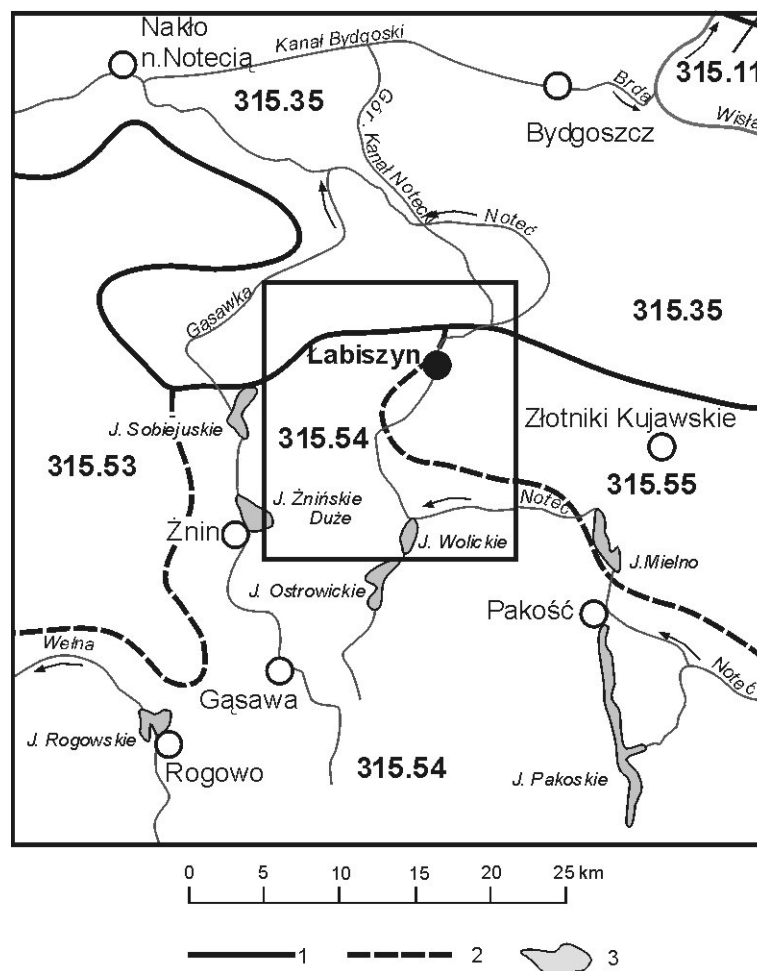 Nakło
n.Notecią
Kanał Bydgoski
315.35
Gór.
Kanał Notecki
Brda
315.11
Wisła
Bydgoszcz
Noteć
Gąsawka
315.35
Łabiszyn
J. Sobiejuskie
315.54
Złotniki Kujawskie
315.53
315.55
J. Żnińskie
Duże
Noteć
Żnin
J. Wolickie
J.Mielno
J. Ostrowickie
Pakość
Wełna
Noteć
Gąsawa
J. Rogowskie
Rogowo
315.54
J. Pakoskie
0 5 10 15 20 25 km
1 2 3